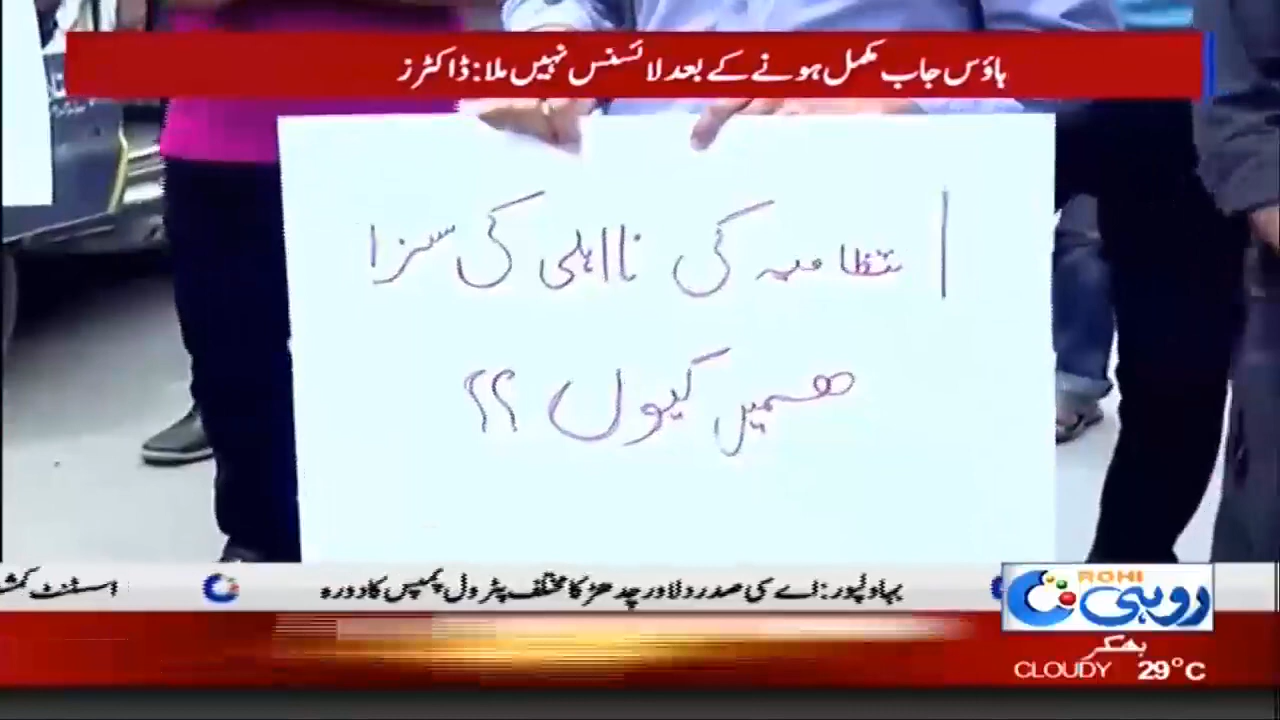 ہاؤس جاب مکمل ہونے کے بعد لائسنس نہیں ملا: ڈاکٹرز
انتظامیہ کی نااہلی کی سزا
ھمیں کیوں ؟؟
بہاولپور: اے سی صدر دلاور چدھڑ کا مختلف پٹرول پمپس کا دورہ
اسسٹنٹ کمش
ROHI
روہی
بھکر
CLOUDY 29°C